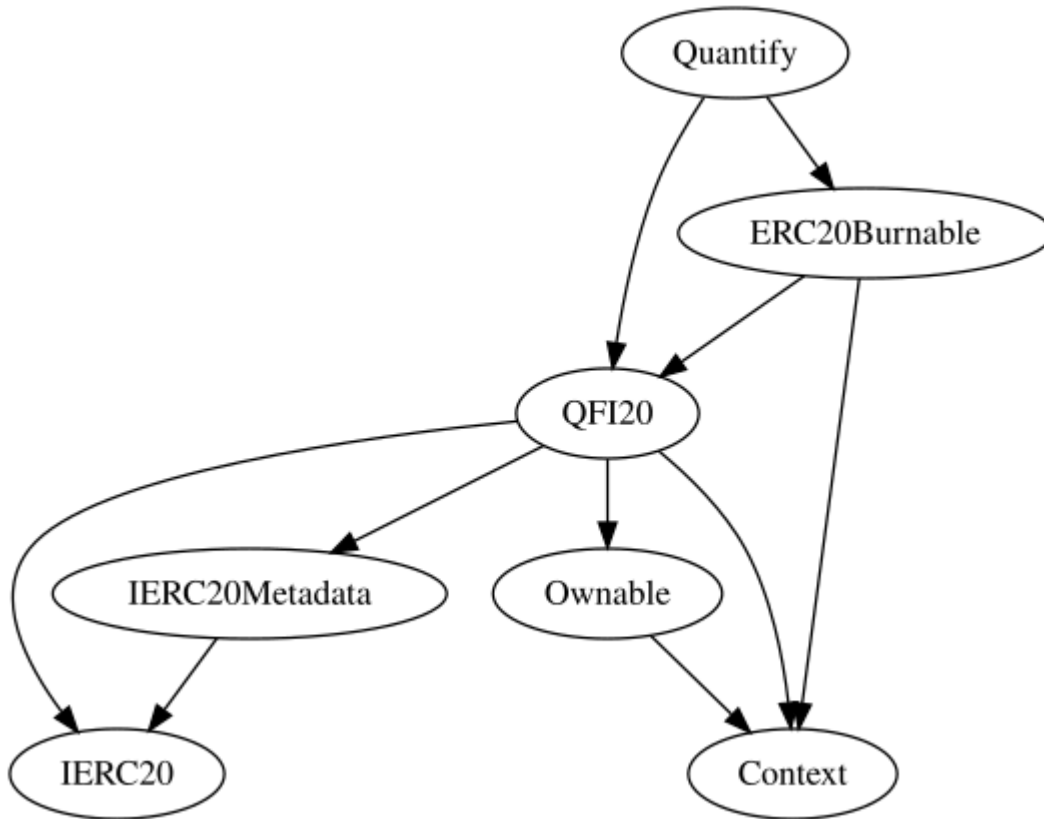 Quantify
ERC20Burnable
QFI20
IERC20Metadata
Ownable
IERC20
Context